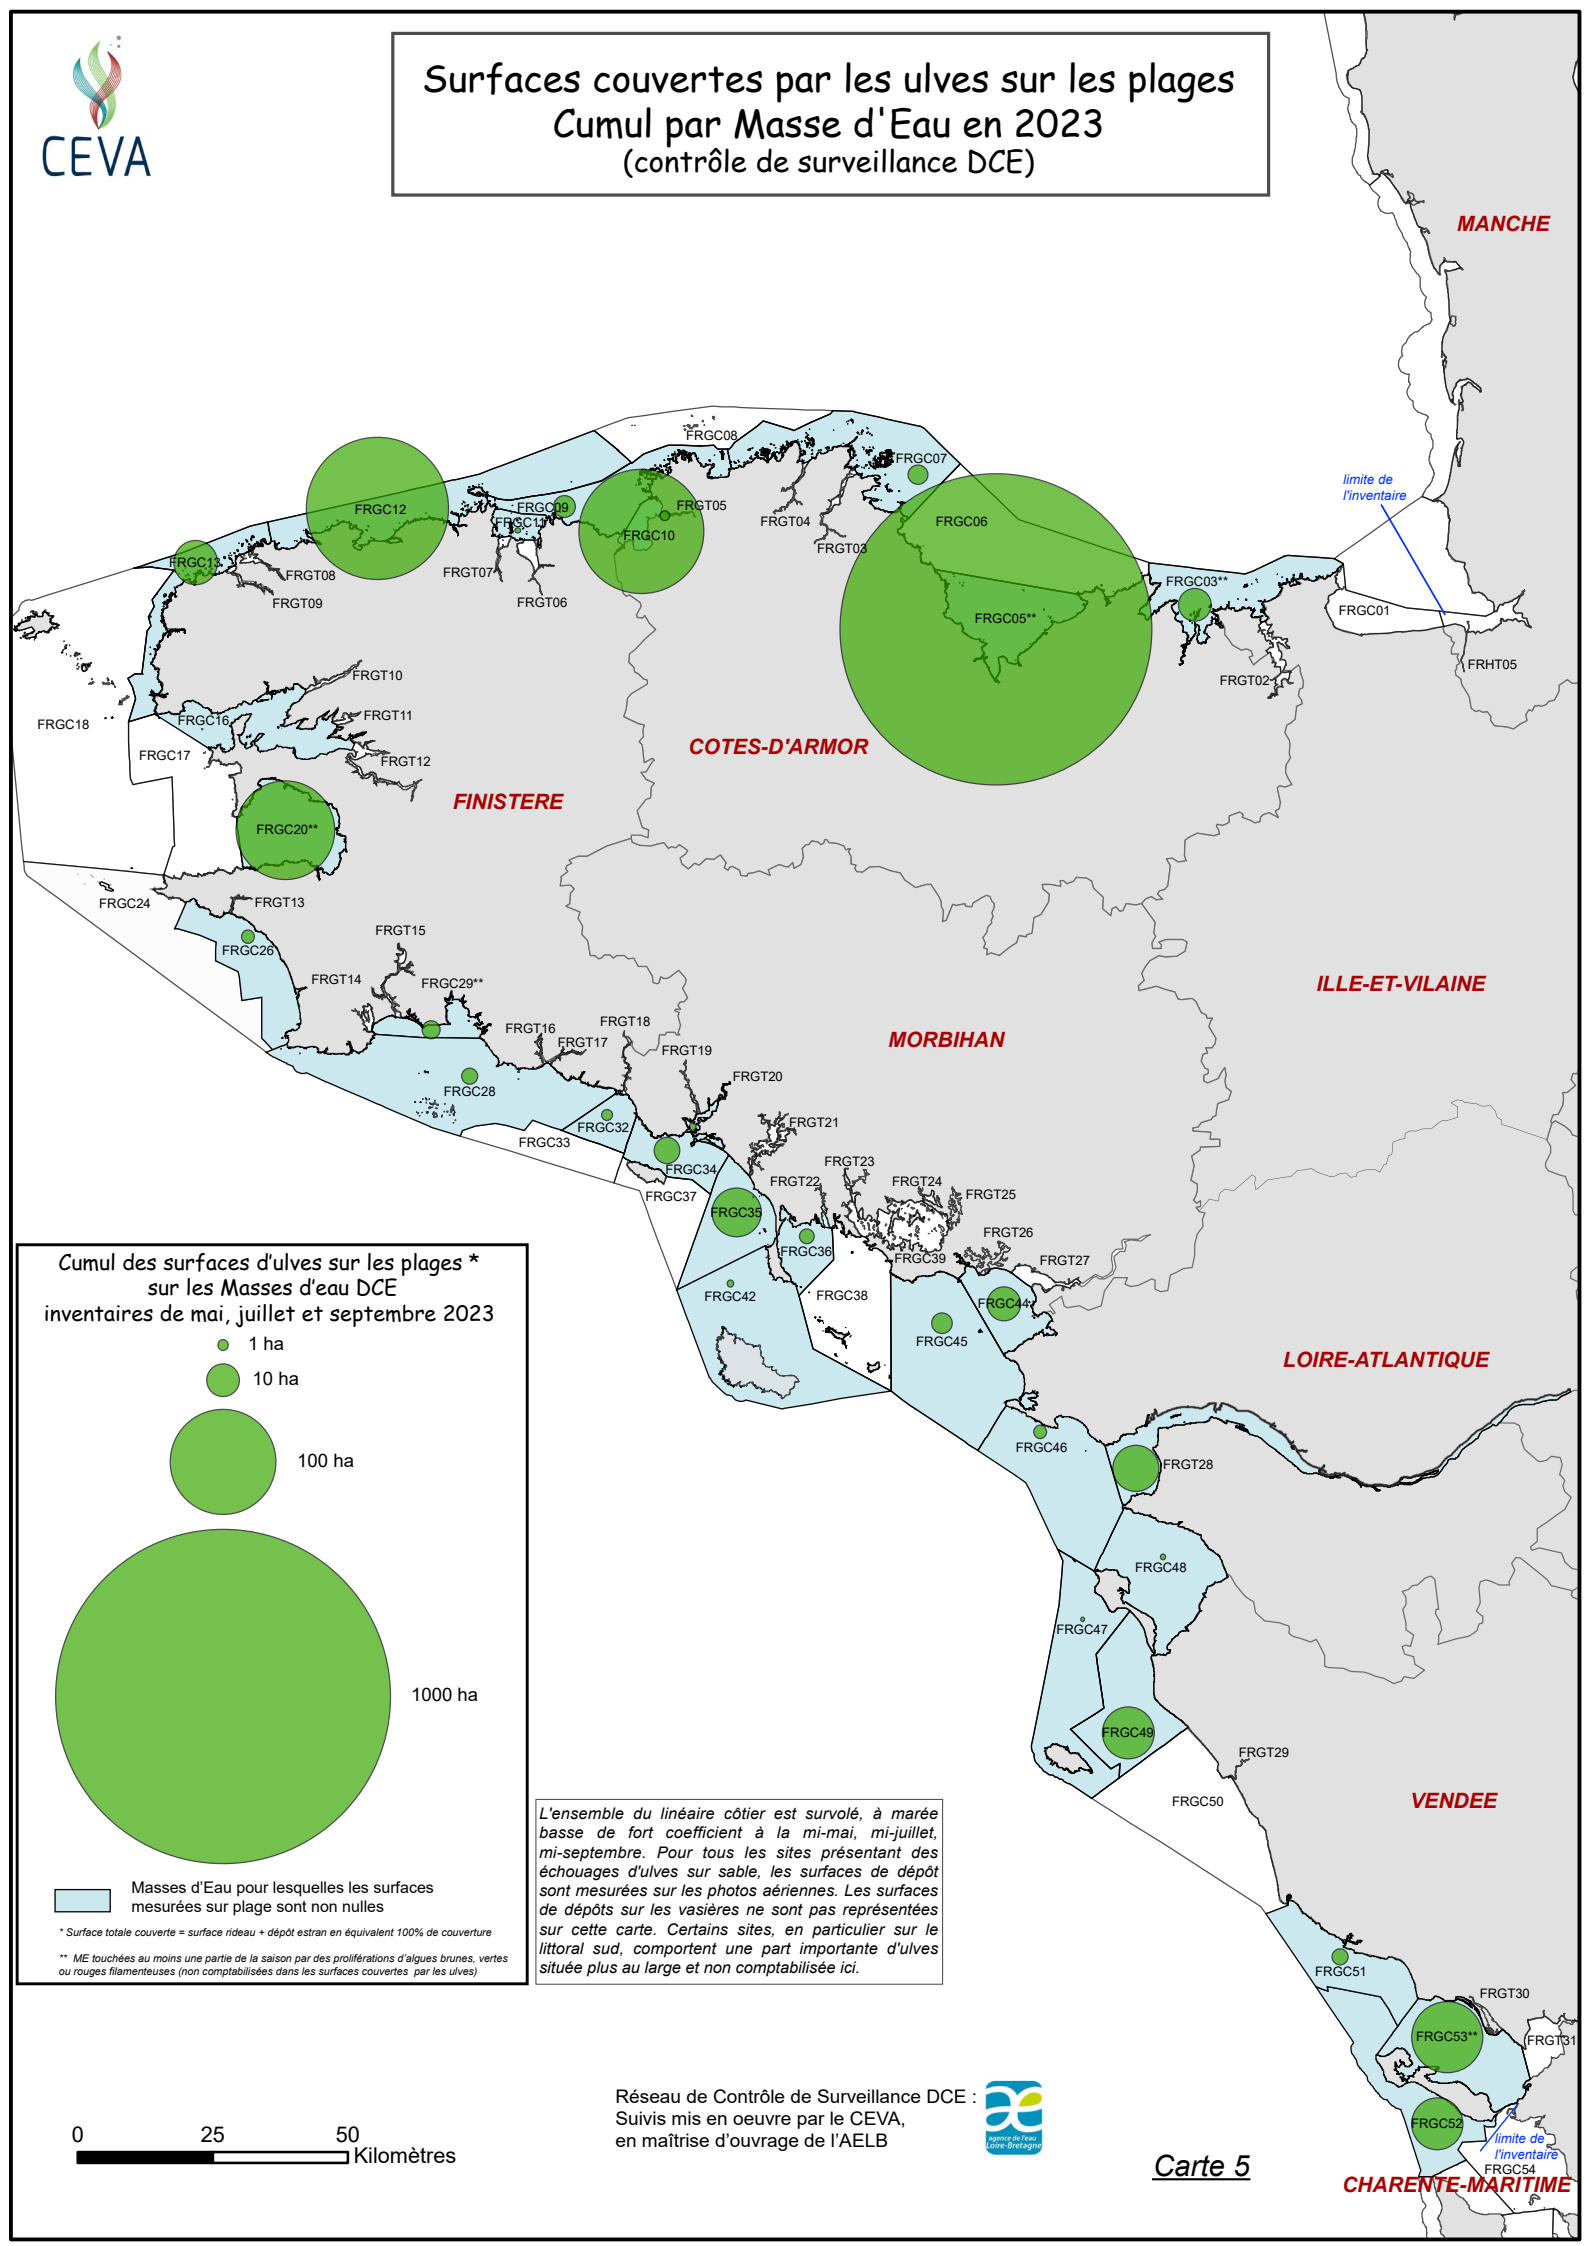 CEVA
Surfaces couvertes par les ulves sur les plages
Cumul par Masse d'Eau en 2023
(contrôle de surveillance DCE)
MANCHE
limite de
l'inventaire
FRGC08
FRGC07
FRGC12
FRGC09
FRGC11
FRGT05
FRGC10
FRGT04
FRGT03
FRGC06
FRGC13
FRGT08
FRGT09
FRGT07
FRGT06
FRGC05**
FRGC03**
FRGC01
FRHT05
FRGT02
FRGT10
FRGT11
FRGT12
FRGC18
FRGC16
FRGC17
COTES-D'ARMOR
FINISTERE
FRGC20**
FRGC24
FRGT13
FRGC26
FRGT15
FRGT14
FRGC29**
ILLE-ET-VILAINE
MORBIHAN
FRGT16
FRGT17
FRGT18
FRGT19
FRGT20
FRGC28
FRGC32
FRGC33
FRGC34
FRGC37
FRGT21
FRGT22
FRGT23
FRGT24
FRGT25
FRGT26
FRGT27
FRGC35
FRGC36
FRGC39
FRGC42
FRGC38
FRGC44
FRGC45
LOIRE-ATLANTIQUE
FRGC46
FRGT28
FRGC48
FRGC47
FRGC49
FRGT29
FRGC50
VENDEE
FRGC51
FRGT30
FRGC53**
FRGT31
FRGC52
limite de
l'inventaire
FRGC54
CHARENTE-MARITIME
Cumul des surfaces d'ulves sur les plages *
sur les Masses d'eau DCE
inventaires de mai, juillet et septembre 2023
1 ha
10 ha
100 ha
1000 ha
Masses d'Eau pour lesquelles les surfaces
mesurées sur plage sont non nulles
* Surface totale couverte = surface rideau + dépôt estran en équivalent 100% de couverture
** ME touchées au moins une partie de la saison par des proliférations d'algues brunes, vertes
ou rouges filamenteuses (non comptabilisées dans les surfaces couvertes par les ulves)
L'ensemble du linéaire côtier est survolé, à marée
basse de fort coefficient à la mi-mai, mi-juillet,
mi-septembre. Pour tous les sites présentant des
échouages d'ulves sur sable, les surfaces de dépôt
sont mesurées sur les photos aériennes. Les surfaces
de dépôts sur les vasières ne sont pas représentées
sur cette carte. Certains sites, en particulier sur le
littoral sud, comportent une part importante d'ulves
située plus au large et non comptabilisée ici.
0 25 50
Kilomètres
Réseau de Contrôle de Surveillance DCE :
Suivis mis en oeuvre par le CEVA,
en maîtrise d'ouvrage de l'AELB
agence de l'eau
Loire-Bretagne
Carte 5